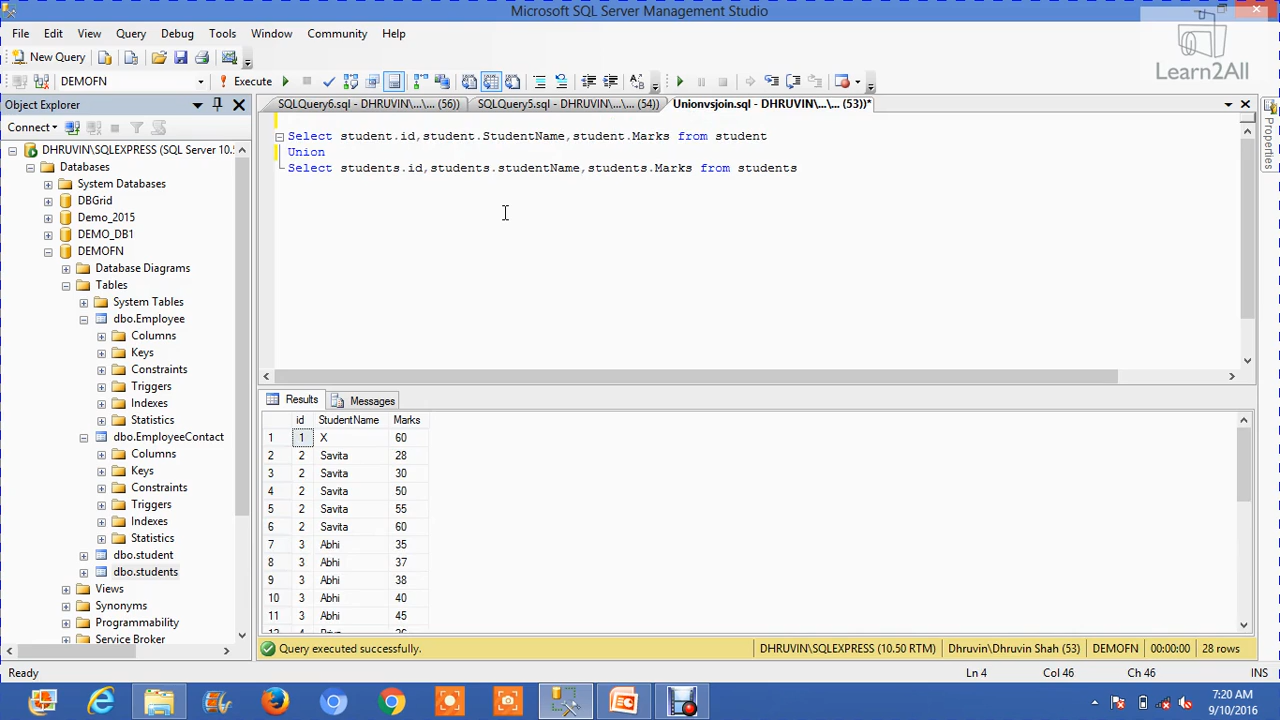 Microsoft SQL Server Management Studio
File Edit View Query Debug Tools Window Community Help
Learn2All
New Query
DEMOFN Execute
Object Explorer
SQLQuery6.sql - DHRUVIN\...\... (56)) SQLQuery5.sql - DHRUVIN\...\... (54)) Unionvsjoin.sql - DHRUVIN\...\... (53))*
Connect
Properties
DHRUVIN\SQLEXPRESS (SQL Server 10.5
Databases
System Databases
DBGrid
Demo_2015
DEMO_DB1
DEMOFN
Database Diagrams
Tables
System Tables
dbo.Employee
Columns
Keys
Constraints
Triggers
Indexes
Statistics
dbo.EmployeeContact
Columns
Keys
Constraints
Triggers
Indexes
Statistics
dbo.student
dbo.students
Views
Synonyms
Programmability
Service Broker
Select student.id,student.StudentName,student.Marks from student
Union
Select students.id,students.studentName,students.Marks from students
Results Messages
id StudentName Marks
1 1 X 60
2 2 Savita 28
3 2 Savita 30
4 2 Savita 50
5 2 Savita 55
6 2 Savita 60
7 3 Abhi 35
8 3 Abhi 37
9 3 Abhi 38
10 3 Abhi 40
11 3 Abhi 45
Query executed successfully. DHRUVIN\SQLEXPRESS (10.50 RTM) Dhruvin\Dhruvin Shah (53) DEMOFN 00:00:00 28 rows
Ready Ln 4 Col 46 Ch 46 INS
7:20 AM
9/10/2016